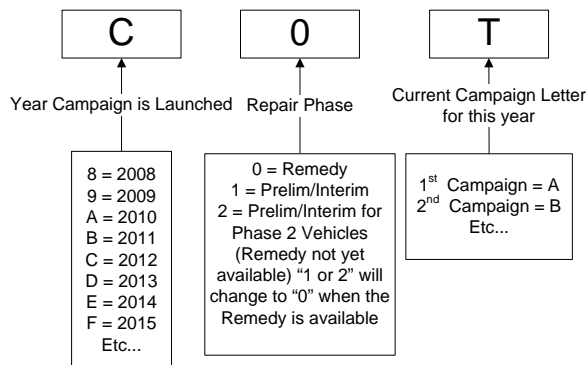 C
0
T
Year Campaign is Launched
Repair Phase
Current Campaign Letter
for this year
8 = 2008
9 = 2009
A = 2010
B = 2011
C = 2012
D = 2013
E = 2014
F = 2015
Etc...
0 = Remedy
1 = Prelim/Interim
2 = Prelim/Interim for
Phase 2 Vehicles
(Remedy not yet
available) “1 or 2” will
change to “0” when the
Remedy is available
1st Campaign = A
2nd Campaign = B
Etc...